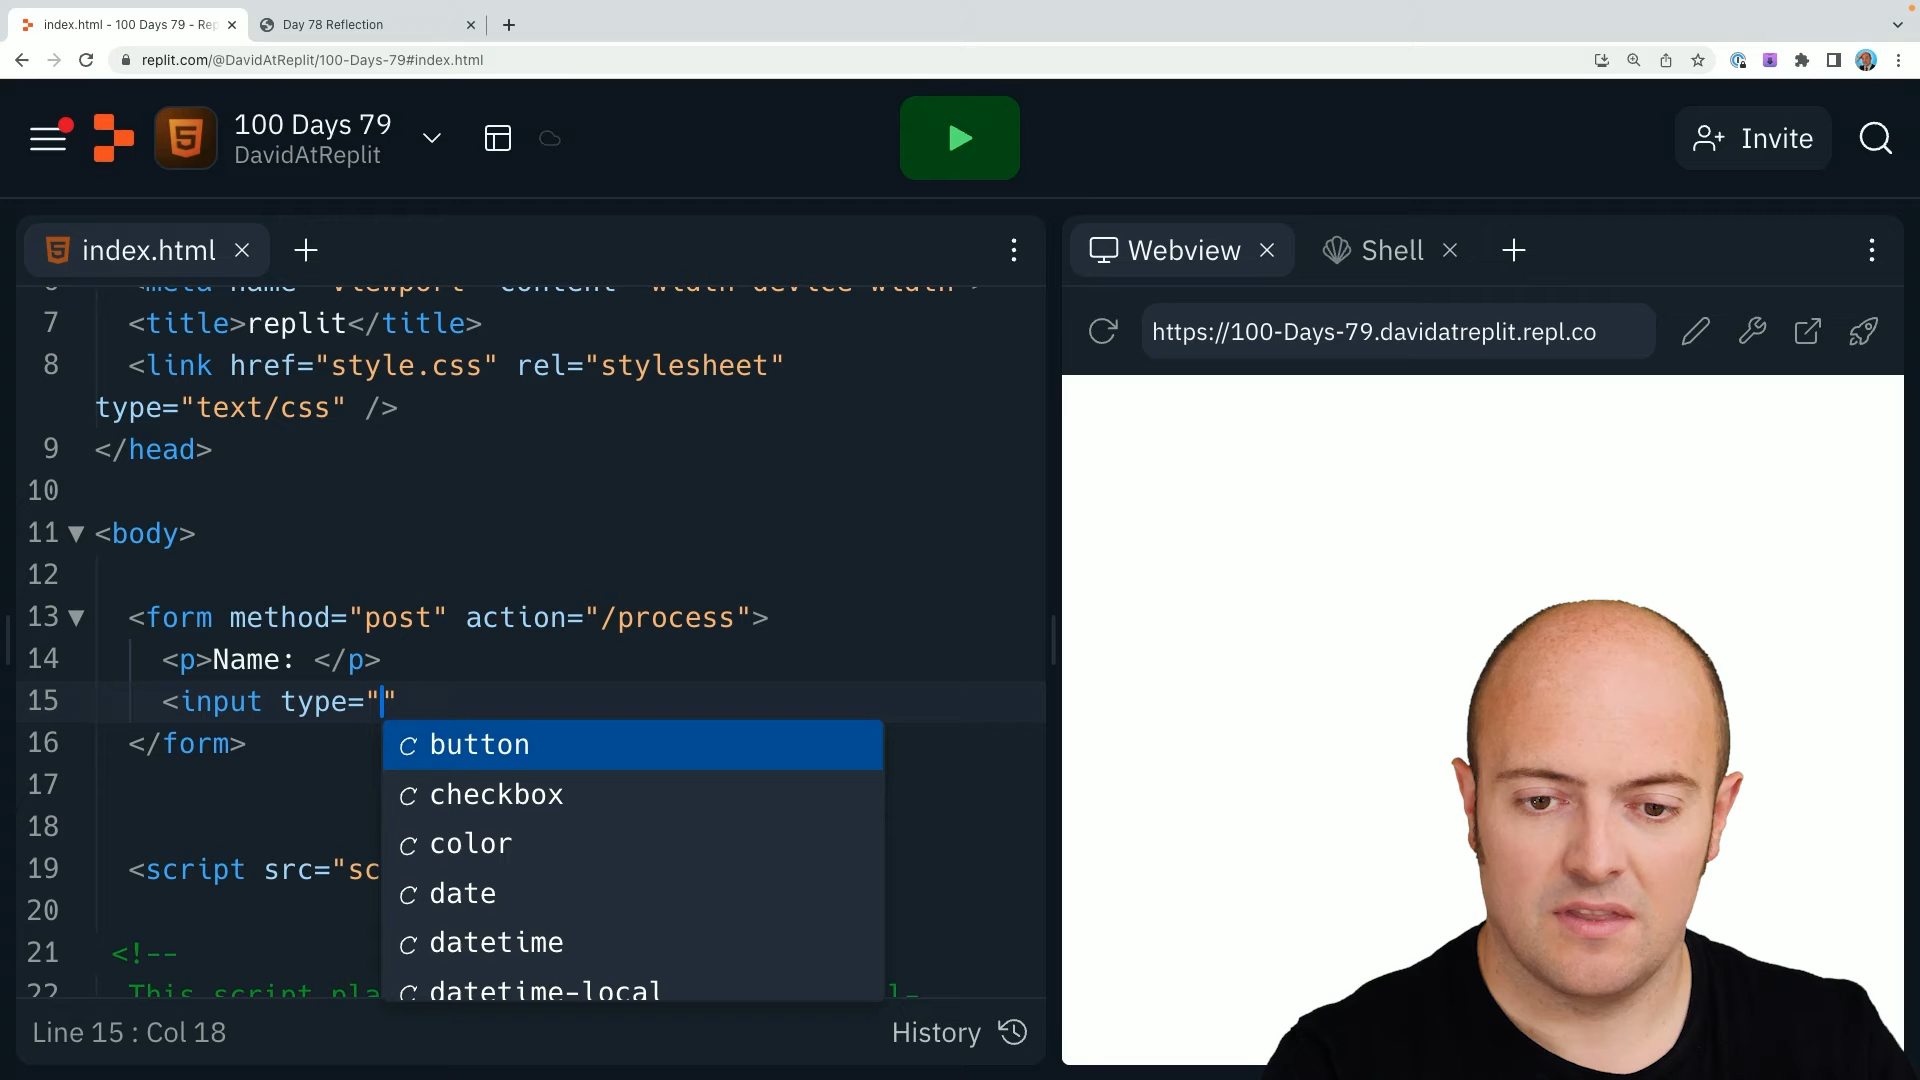 index.html - 100 Days 79 - Rep
Day 78 Reflection
replit.com/@DavidAtReplit/100-Days-79#index.html
100 Days 79
DavidAtReplit
Invite
index.html
Webview
Shell
https://100-Days-79.davidatreplit.repl.co
7 <title>replit</title>
8 <link href="style.css" rel="stylesheet"
type="text/css" />
9 </head>
10
11 <body>
12
13 <form method="post" action="/process">
14 <p>Name: </p>
15 <input type=""
16 </form>
17
18
19 <script src="sc
20
21 <!--
22 This script pla
button
checkbox
color
date
datetime
datetime-local
Line 15 : Col 18
History